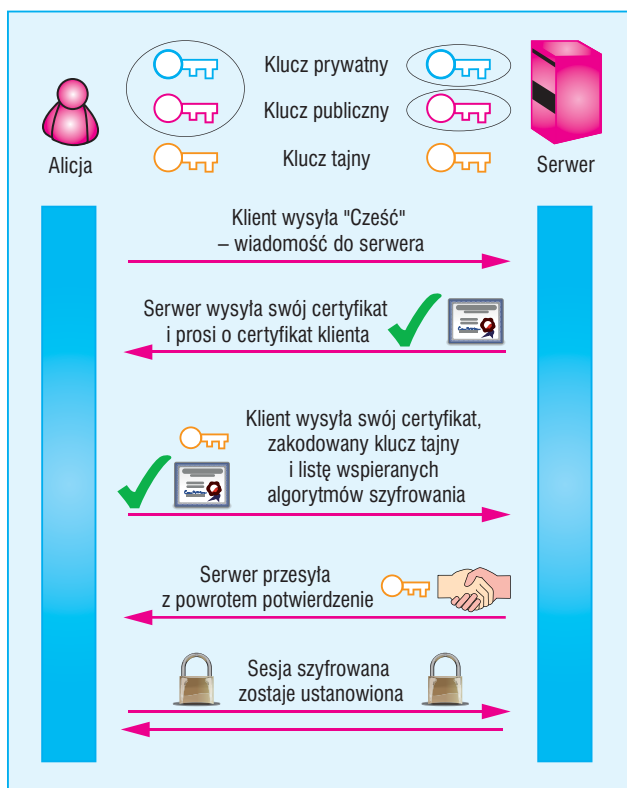 Klucz prywatny
Klucz publiczny
Klucz tajny
Alicja
Serwer
Klient wysyła "Cześć"
– wiadomość do serwera
Serwer wysyła swój certyfikat
i prosi o certyfikat klienta
Klient wysyła swój certyfikat,
zakodowany klucz tajny
i listę wspieranych
algorytmów szyfrowania
Serwer przesyła
z powrotem potwierdzenie
Sesja szyfrowana
zostaje ustanowiona